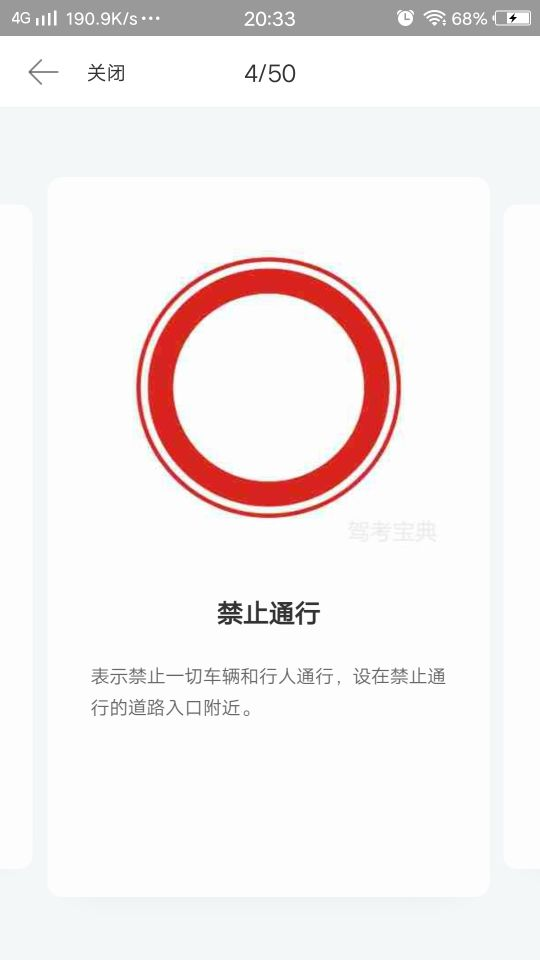 4G 190.9K/s 20:33 68%
关闭 4/50
驾考宝典
禁止通行
表示禁止一切车辆和行人通行，设在禁止通
行的道路入口附近。